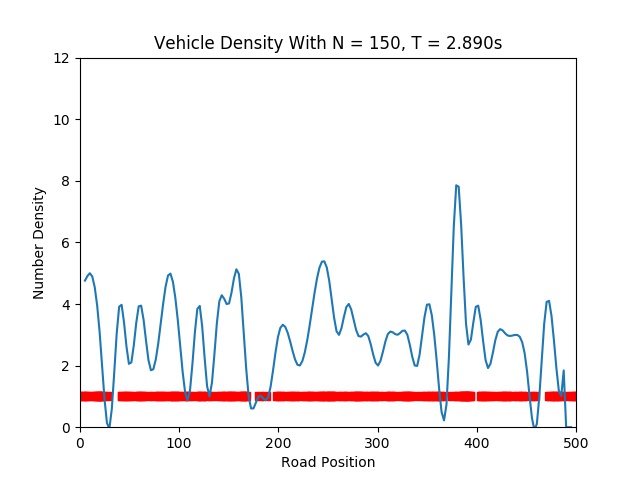 Vehicle Density With N = 150, T = 2.890s
12
10
8
6
4
2
0
Number Density
0 100 200 300 400 500
Road Position